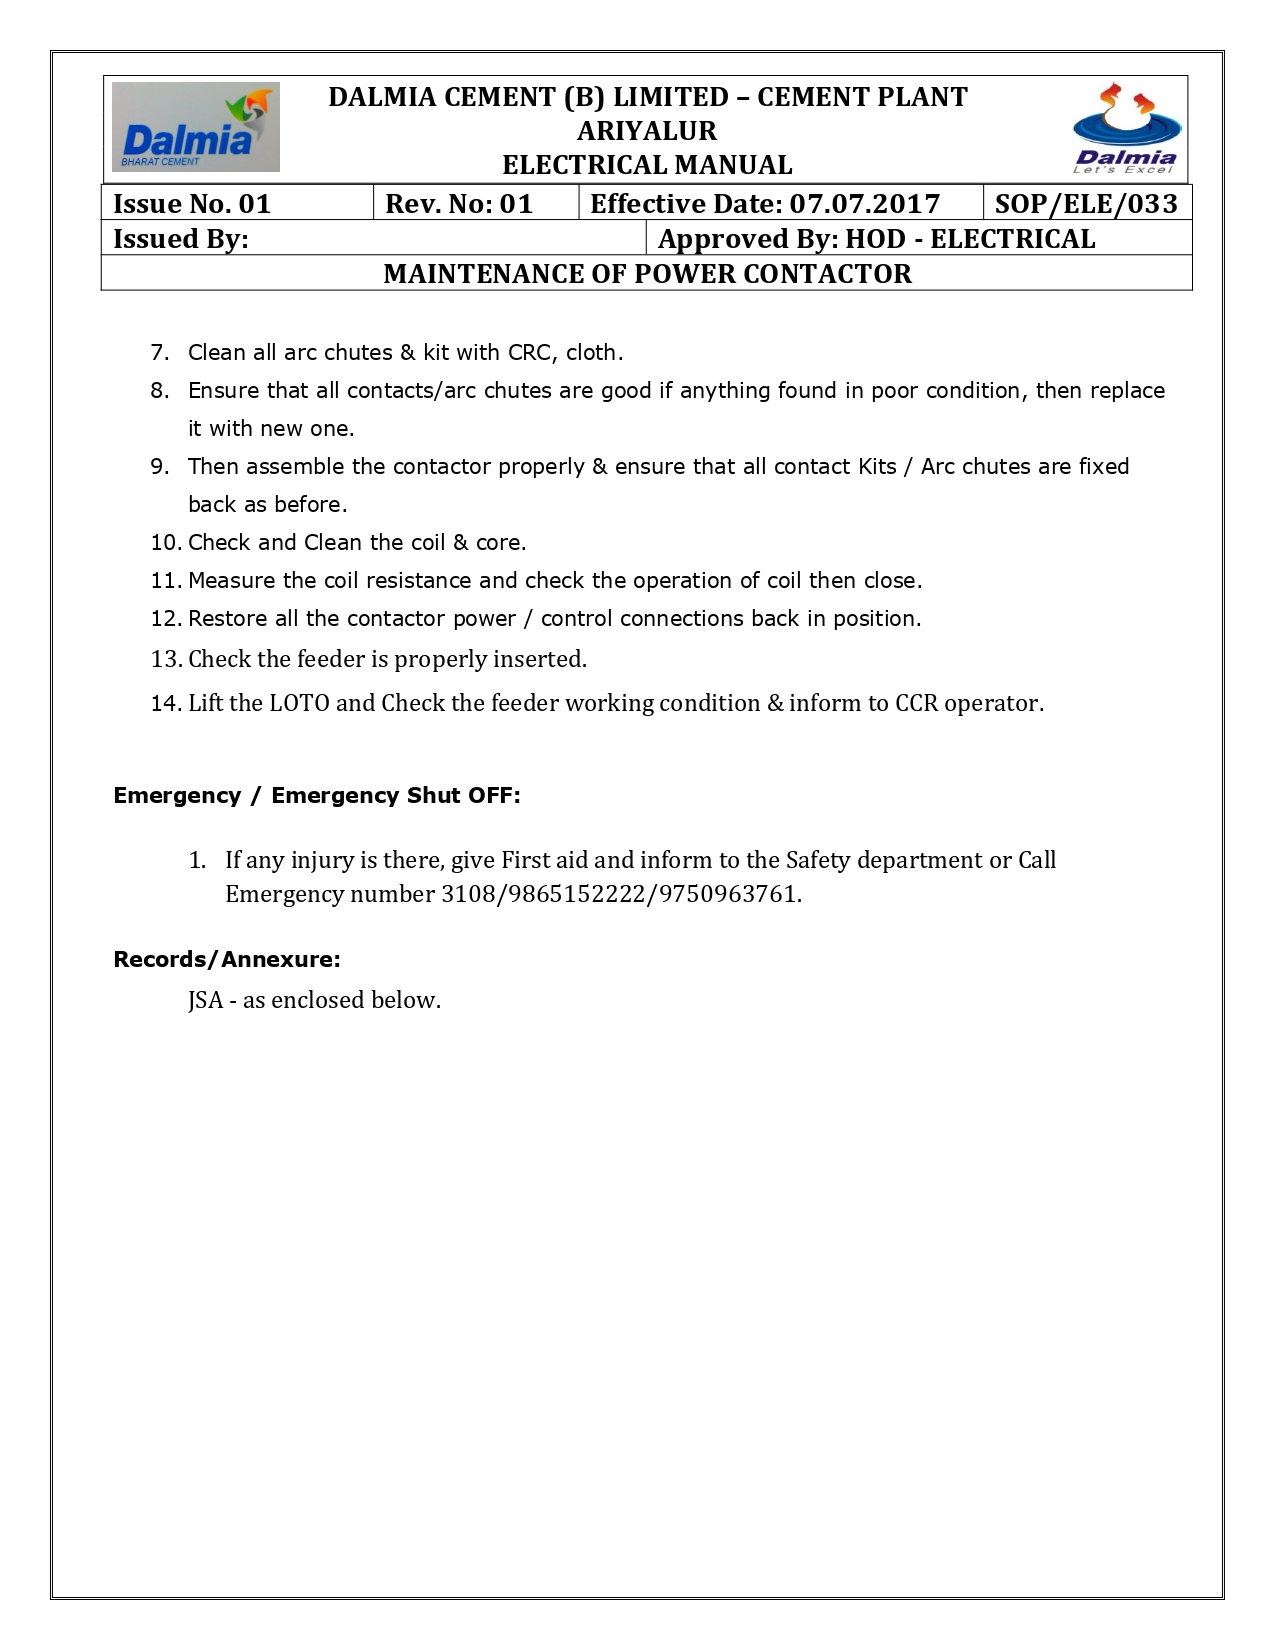 Dalmia
BHARAT CEMENT
DALMIA CEMENT (B) LIMITED – CEMENT PLANT
ARIYALUR
ELECTRICAL MANUAL
Dalmia
Let's Excel
Issue No. 01 Rev. No: 01 Effective Date: 07.07.2017 SOP/ELE/033
Issued By: Approved By: HOD - ELECTRICAL
MAINTENANCE OF POWER CONTACTOR
7. Clean all arc chutes & kit with CRC, cloth.
8. Ensure that all contacts/arc chutes are good if anything found in poor condition, then replace
it with new one.
9. Then assemble the contactor properly & ensure that all contact Kits / Arc chutes are fixed
back as before.
10. Check and Clean the coil & core.
11. Measure the coil resistance and check the operation of coil then close.
12. Restore all the contactor power / control connections back in position.
13. Check the feeder is properly inserted.
14. Lift the LOTO and Check the feeder working condition & inform to CCR operator.
Emergency / Emergency Shut OFF:
1. If any injury is there, give First aid and inform to the Safety department or Call
Emergency number 3108/9865152222/9750963761.
Records/Annexure:
JSA - as enclosed below.